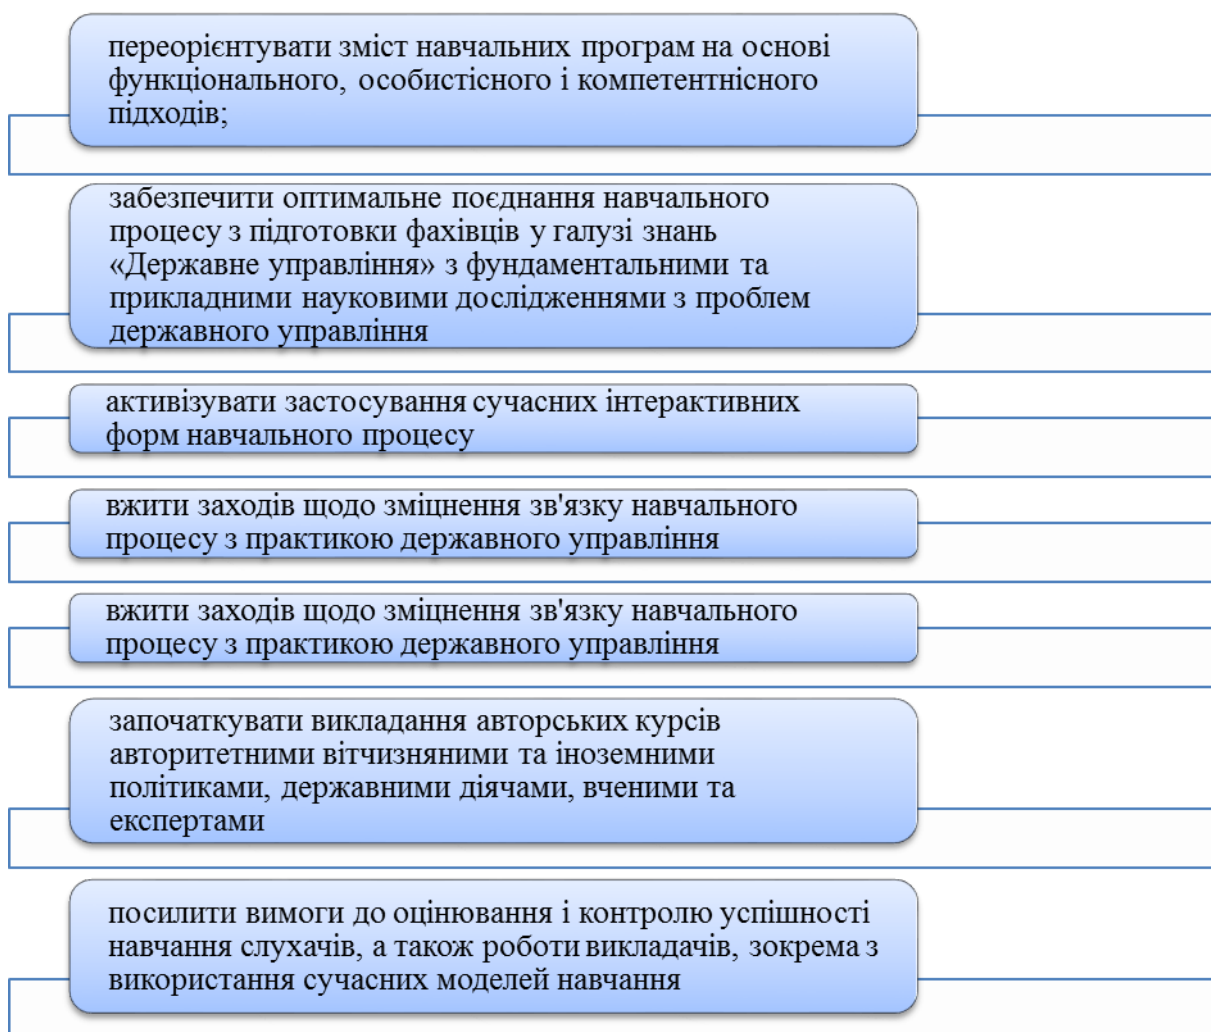 переорієнтувати зміст навчальних програм на основі
функціонального, особистісного і компетентнісного
підходів;
забезпечити оптимальне поєднання навчального
процесу з підготовки фахівців у галузі знань
«Державне управління» з фундаментальними та
прикладними науковими дослідженнями з проблем
державного управління
активізувати застосування сучасних інтерактивних
форм навчального процесу
вжити заходів щодо зміцнення зв'язку навчального
процесу з практикою державного управління
вжити заходів щодо зміцнення зв'язку навчального
процесу з практикою державного управління
започаткувати викладання авторських курсів
авторитетними вітчизняними та іноземними
політиками, державними діячами, вченими та
експертами
посилити вимоги до оцінювання і контролю успішності
навчання слухачів, а також роботи викладачів, зокрема з
використання сучасних моделей навчання